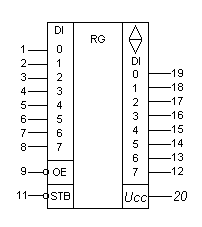 DI
RG
DI
1 0 0 19
2 1 1 18
3 2 2 17
4 3 3 16
5 4 4 15
6 5 5 14
7 6 6 13
8 7 7 12
9 OE
11 STB Ucc 20